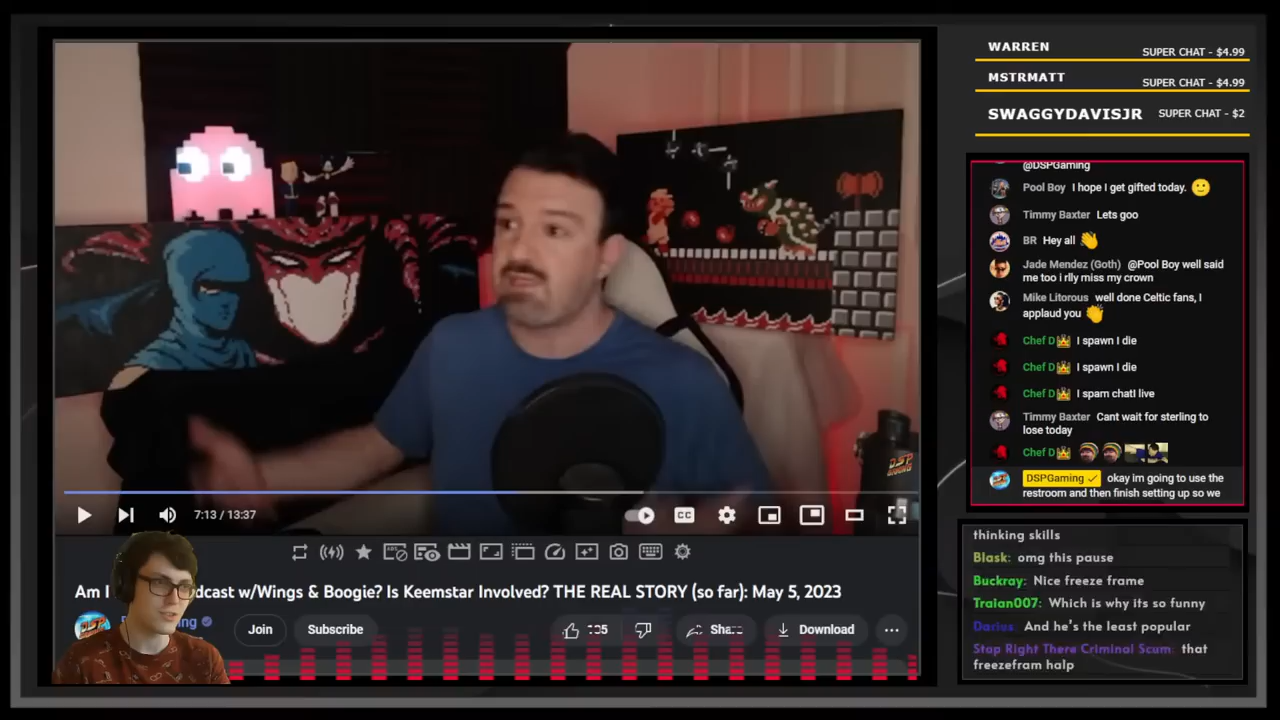 WARREN SUPER CHAT - $4.99
MSTRMATT SUPER CHAT - $4.99
SWAGGYDAVISJR SUPER CHAT - $2
@DSPGaming
Pool Boy I hope I get gifted today.
Timmy Baxter Lets goo
BR Hey all
Jade Mendez (Goth) @Pool Boy well said
me too i rlly miss my crown
Mike Litorous well done Celtic fans, I
applaud you
Chef D I spawn I die
Chef D I spawn I die
Chef D I spam chatI live
Timmy Baxter Cant wait for sterling to
lose today
Chef D
DSPGaming okay im going to use the
restroom and then finish setting up so we
thinking skills
Blask: omg this pause
Buckray: Nice freeze frame
Traian007: Which is why its so funny
Darius: And he's the least popular
Stop Right There Criminal Scum: that
freezefram halp
DSP
GAMING
7:13 / 13:37
CC
Am I dcast w/Wings & Boogie? Is Keemstar Involved? THE REAL STORY (so far): May 5, 2023
Join
Subscribe
Share
Download